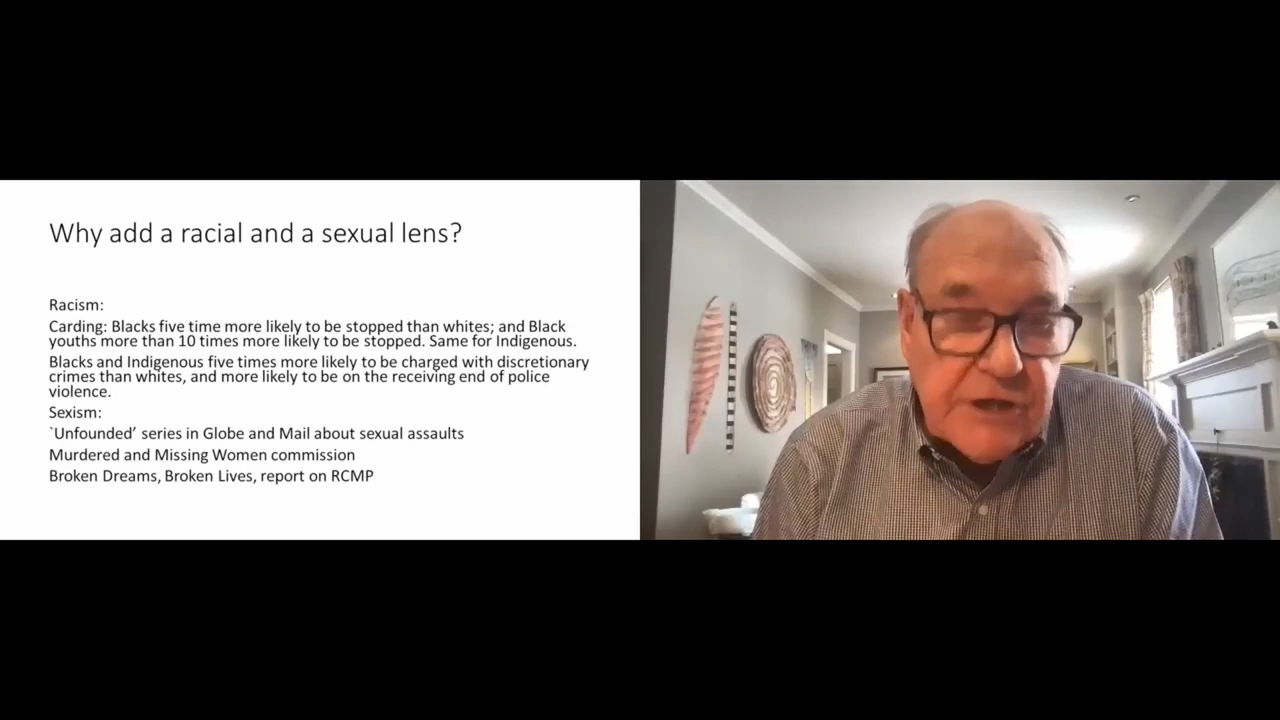 Why add a racial and a sexual lens?
Racism:
Carding: Blacks five time more likely to be stopped than whites; and Black
youths more than 10 times more likely to be stopped. Same for Indigenous.
Blacks and Indigenous five times more likely to be charged with discretionary
crimes than whites, and more likely to be on the receiving end of police
violence.
Sexism:
`Unfounded’ series in Globe and Mail about sexual assaults
Murdered and Missing Women commission
Broken Dreams, Broken Lives, report on RCMP